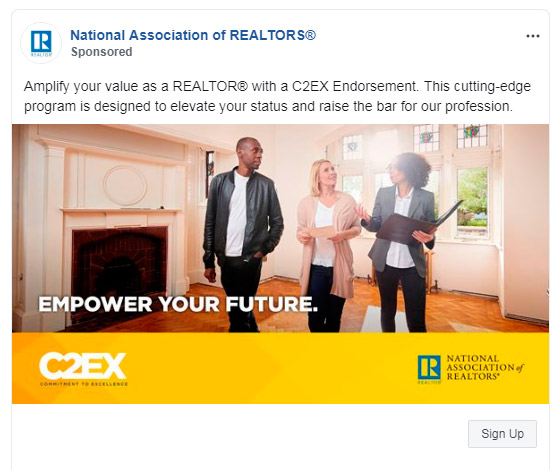 National Association of REALTORS®
Sponsored
Amplify your value as a REALTOR® with a C2EX Endorsement. This cutting-edge
program is designed to elevate your status and raise the bar for our profession.
EMPOWER YOUR FUTURE.
C2EX
COMMITMENT TO EXCELLENCE
R
REALTOR®
NATIONAL
ASSOCIATION of
REALTORS®
Sign Up